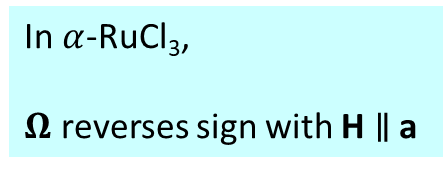 In 𝛼-RuCl₃,
𝛀 reverses sign with 𝐇 ∥ 𝐚